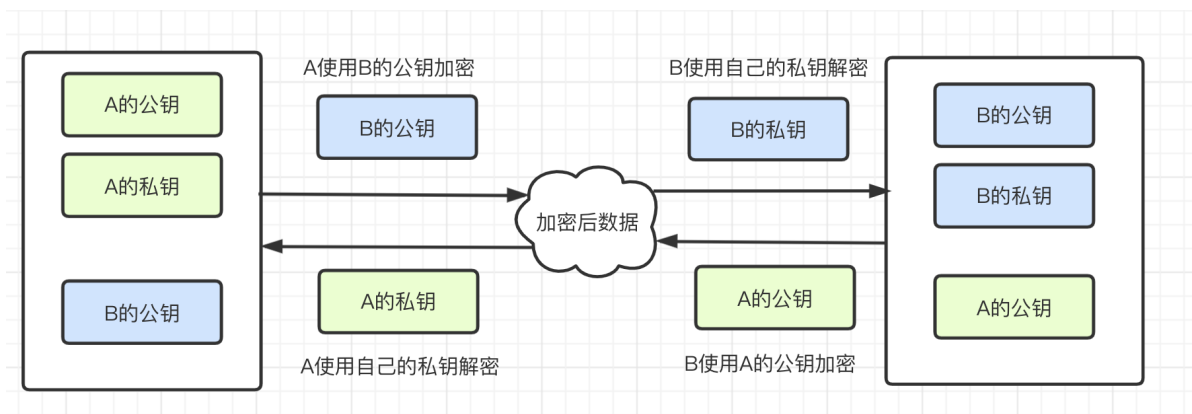 A的公钥
A的私钥
B的公钥
A使用B的公钥加密
B的公钥
加密后数据
A的私钥
A使用自己的私钥解密
B使用自己的私钥解密
B的私钥
A的公钥
B使用A的公钥加密
B的公钥
B的私钥
A的公钥